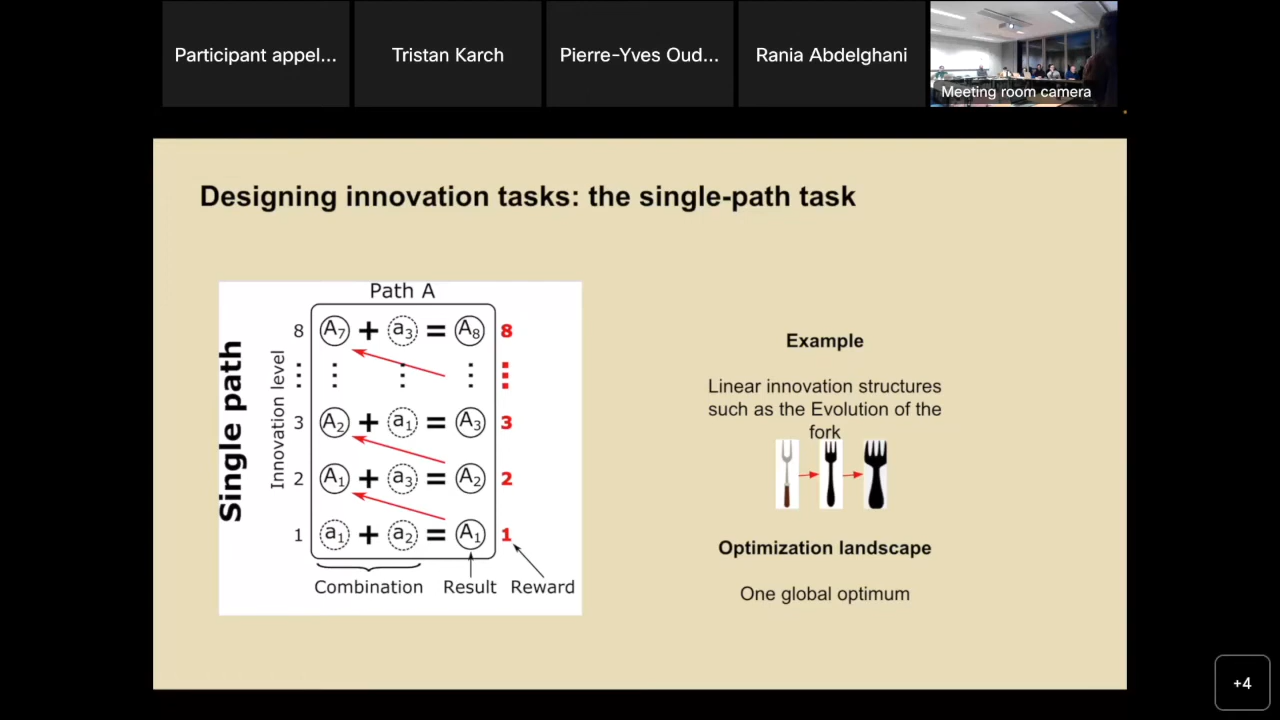 Participant appel...
Tristan Karch
Pierre-Yves Oud...
Rania Abdelghani
Meeting room camera
Designing innovation tasks: the single-path task
Path A
Single path
Innovation level
8 A7 + a3 = A8 8
3 A2 + a1 = A3 3
2 A1 + a3 = A2 2
1 a1 + a2 = A1 1
Combination Result Reward
Example
Linear innovation structures
such as the Evolution of the
fork
Optimization landscape
One global optimum
+4